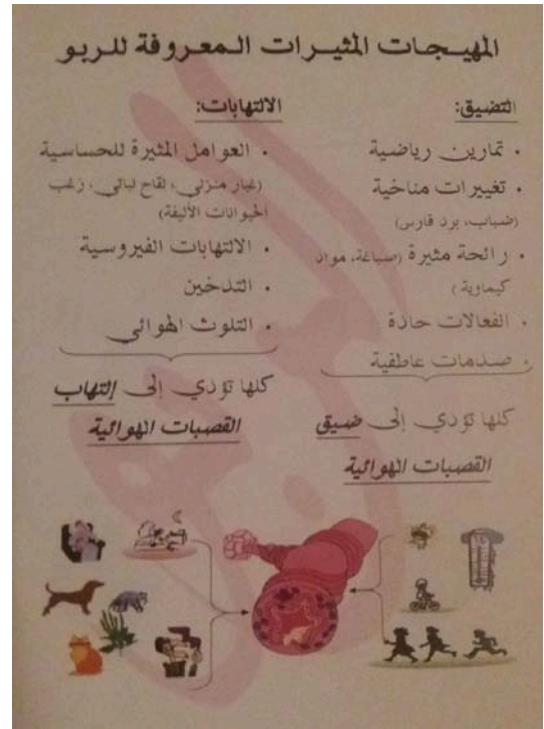 المهيجات المثيرات المعروفة للربو
التضيق:
• تمارين رياضية
• تغييرات مناخية
(ضباب، برد قارس)
• رائحة مثيرة (صباغة، مواد
كيماوية)
• انفعالات حادة
• صدمات عاطفية
كلها تؤدي إلى ضيق
القصبات الهوائية
الالتهابات:
• العوامل المثيرة للحساسية
(غبار منزلي، لقاح نباتي، زغب
الحيوانات الأليفة)
• الالتهابات الفيروسية
• التدخين
• التلوث الهوائي
كلها تؤدي إلى إلتهاب
القصبات الهوائية